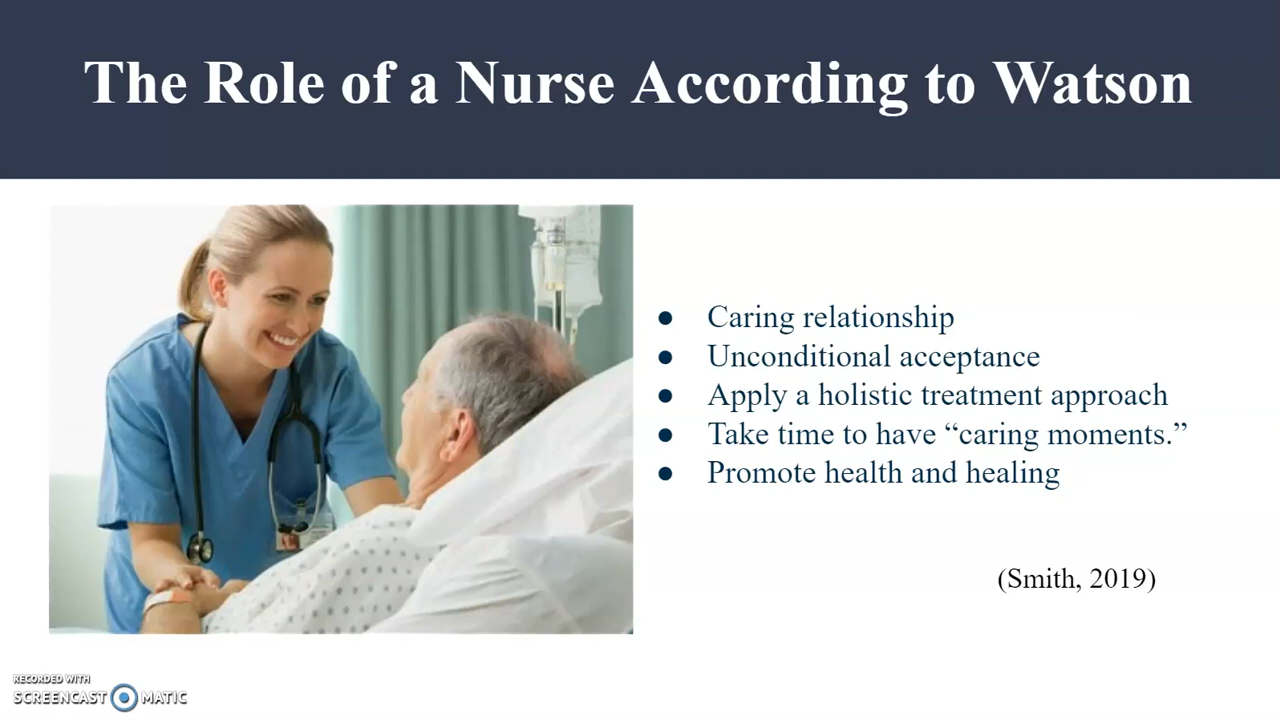 The Role of a Nurse According to Watson
● Caring relationship
● Unconditional acceptance
● Apply a holistic treatment approach
● Take time to have “caring moments.”
● Promote health and healing
(Smith, 2019)
RECORDED WITH
SCREENCAST MATIC